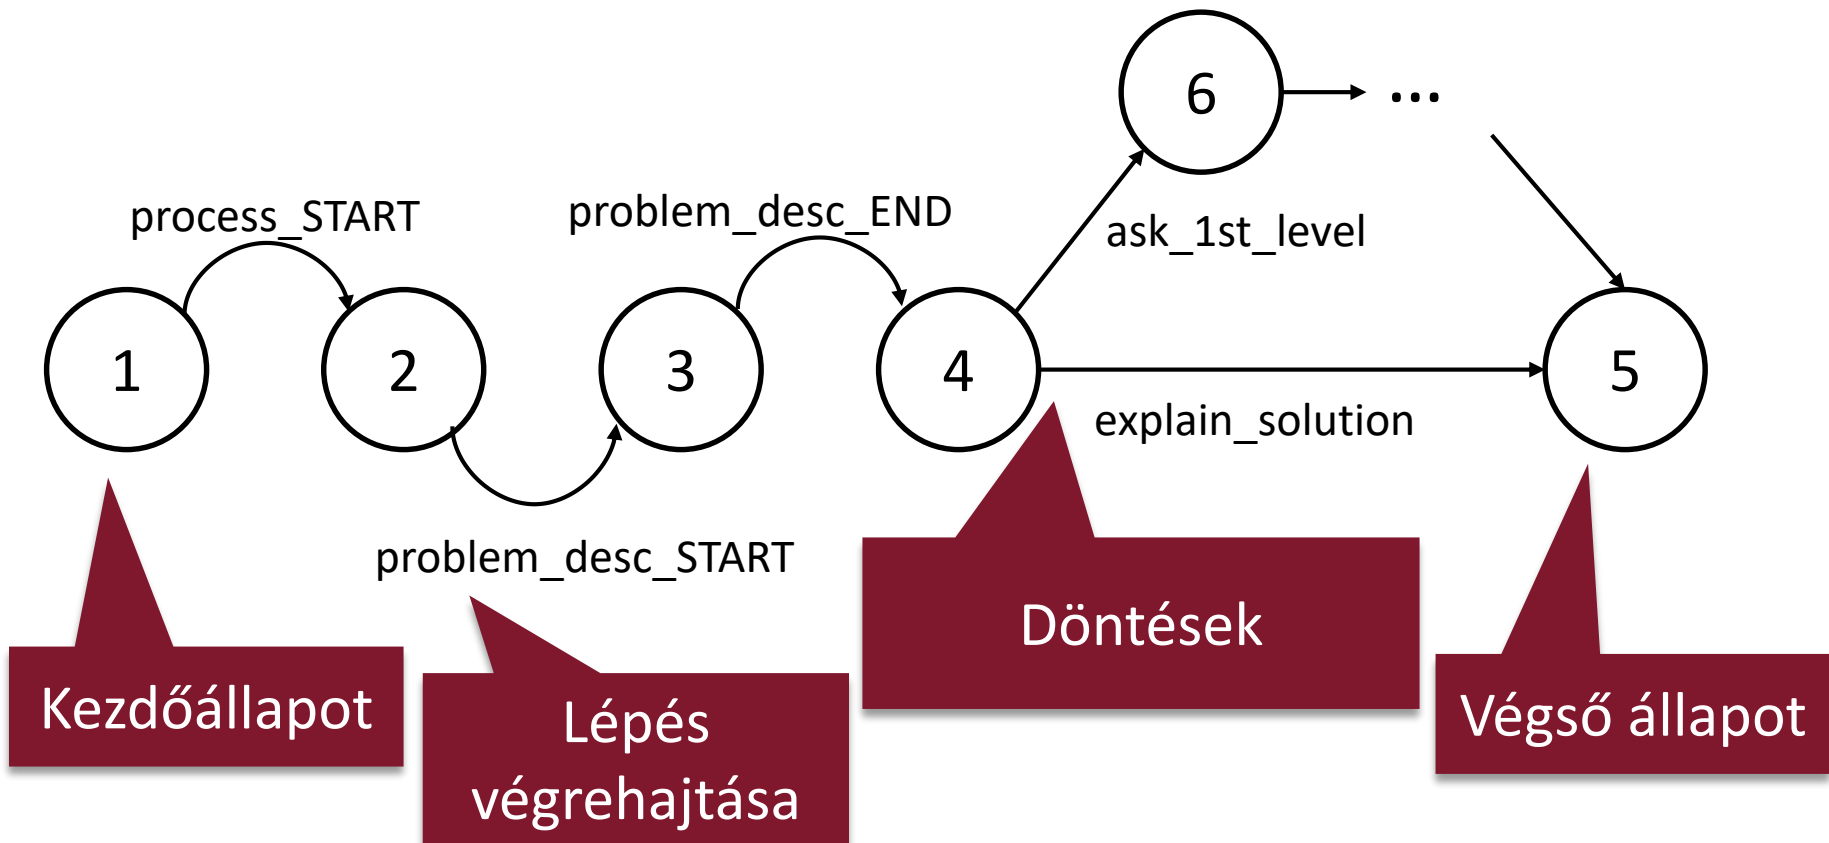 6
...
process_START
problem_desc_END
ask_1st_level
1
2
3
4
5
explain_solution
problem_desc_START
Döntések
Kezdőállapot
Lépés
végrehajtása
Végső állapot